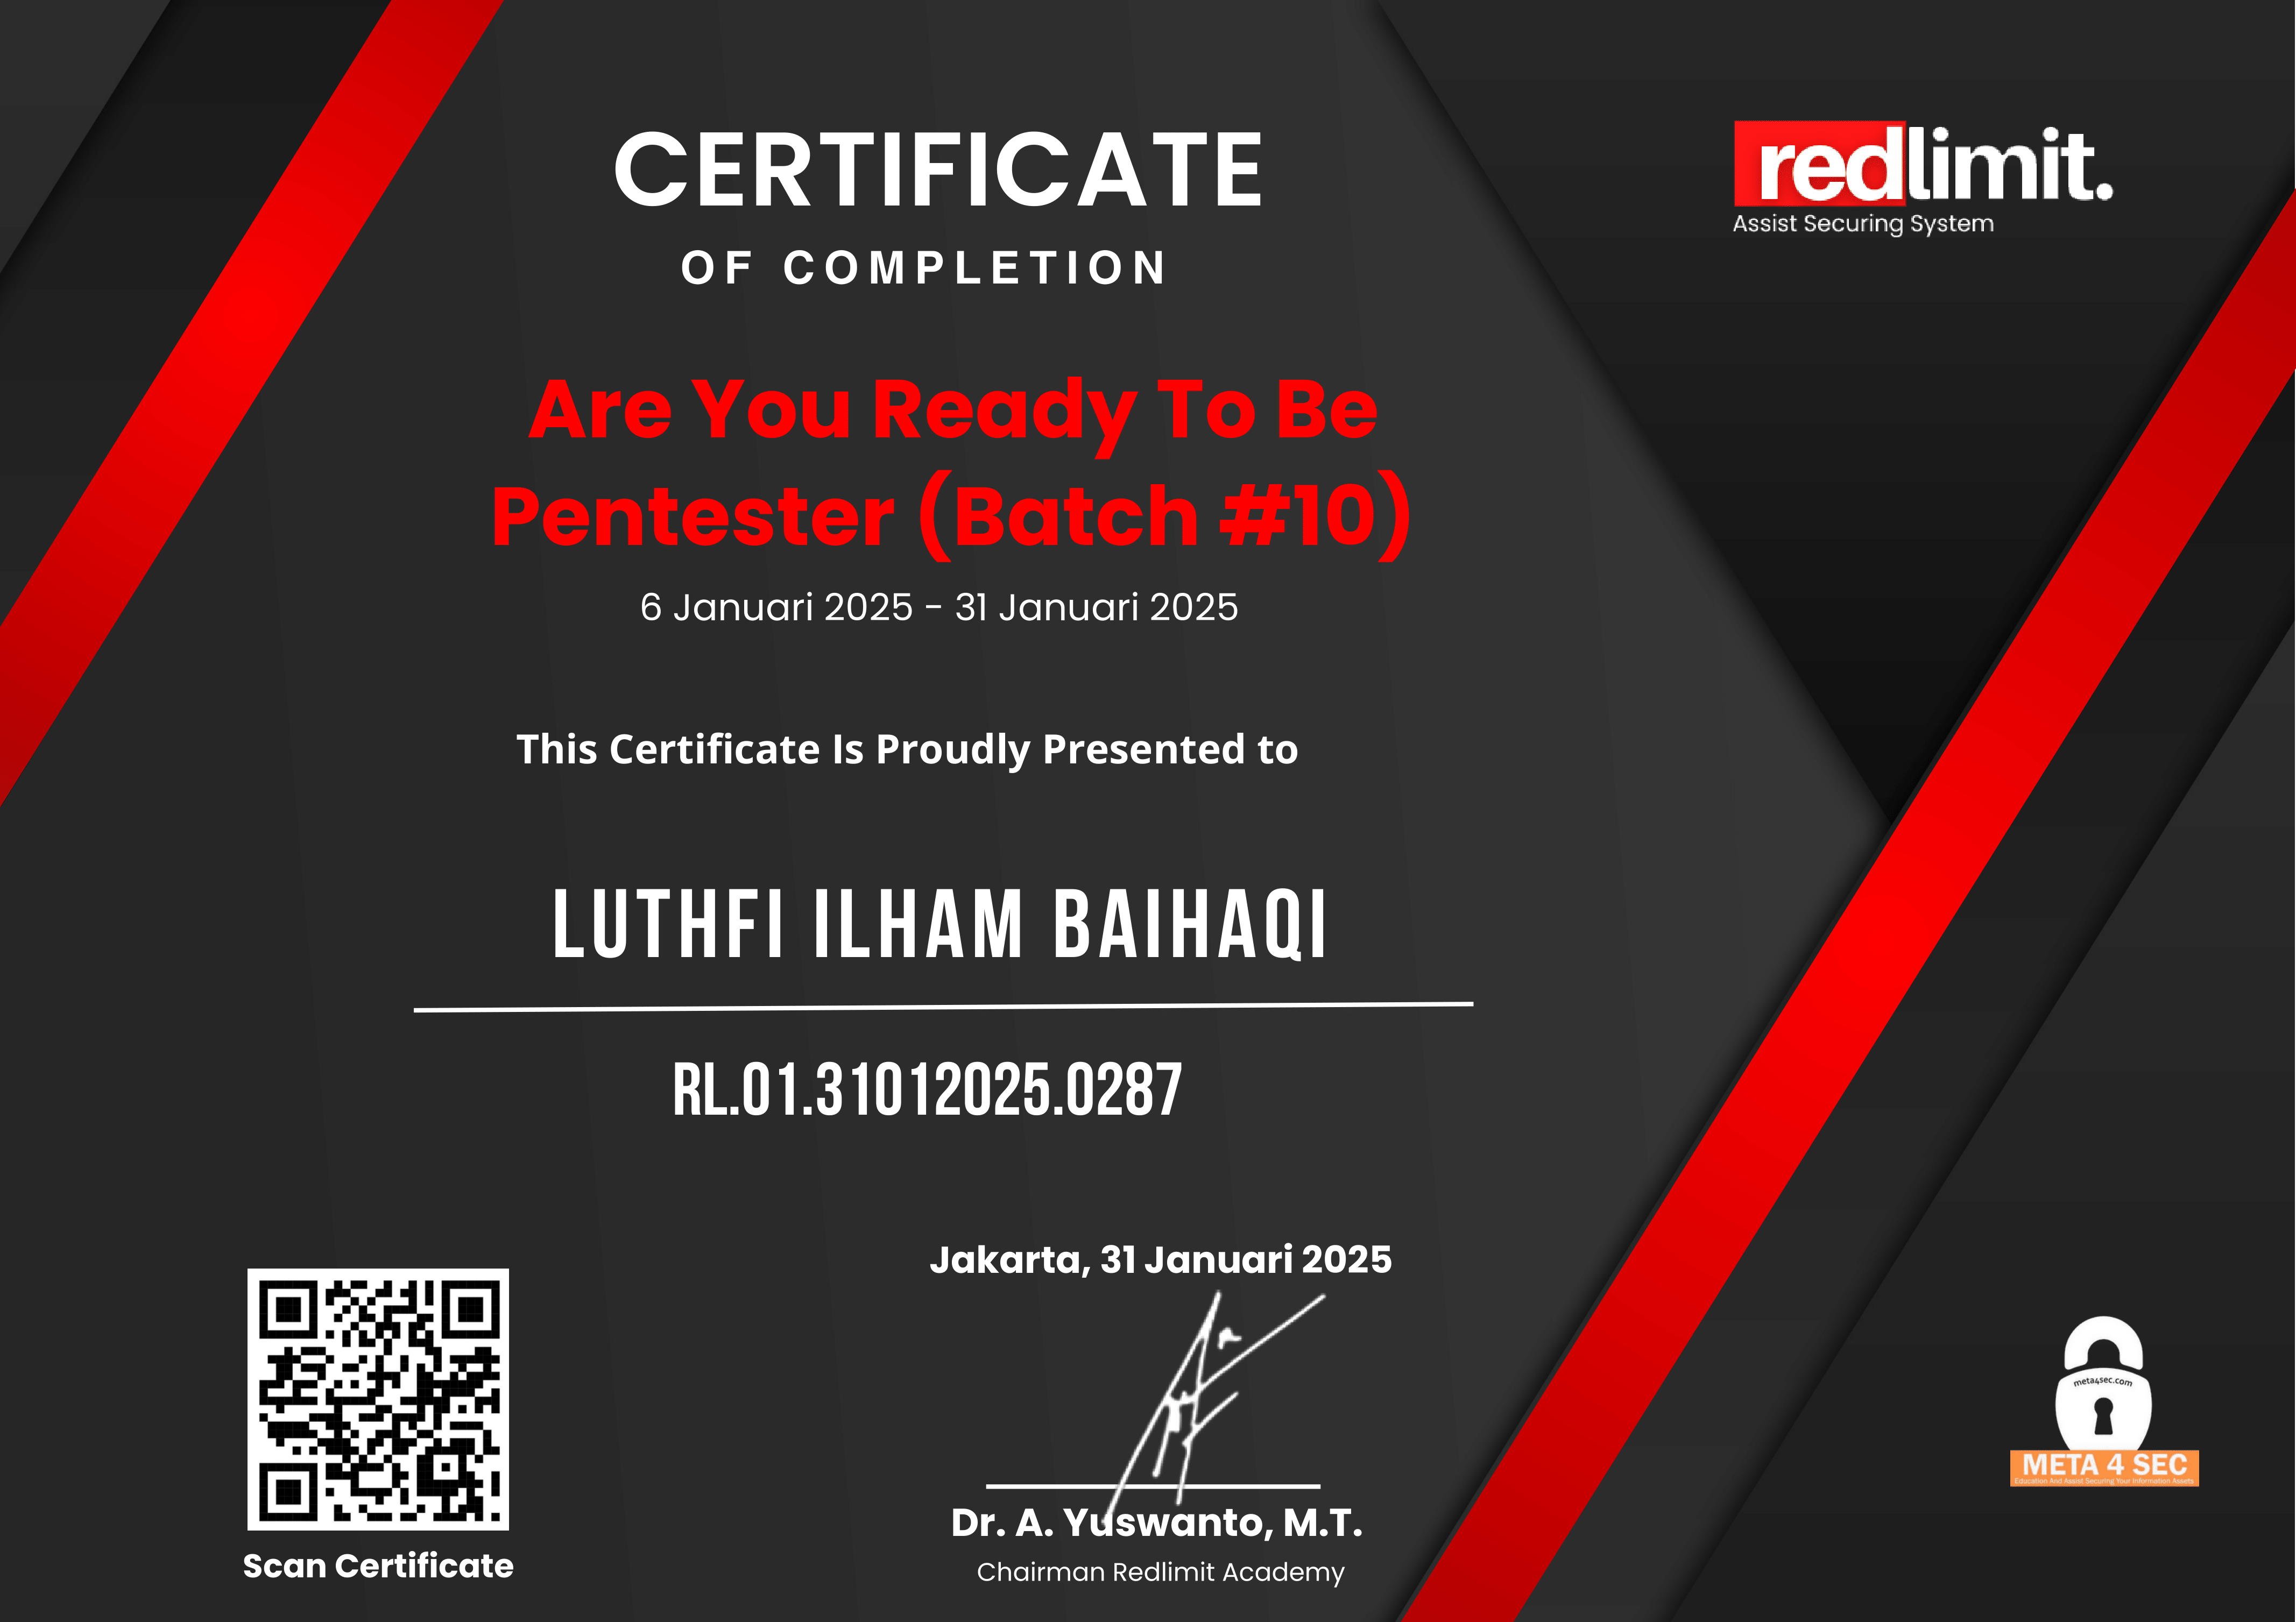 CERTIFICATE
OF COMPLETION
redlimit.
Assist Securing System
Are You Ready To Be
Pentester (Batch #10)
6 Januari 2025 - 31 Januari 2025
This Certificate Is Proudly Presented to
LUTHFI ILHAM BAIHAQI
RL.01.31012025.0287
Jakarta, 31 Januari 2025
Dr. A. Yuswanto, M.T.
Chairman Redlimit Academy
Scan Certificate
meta4sec.com
META 4 SEC
Education And Assist Securing Your Information Assets